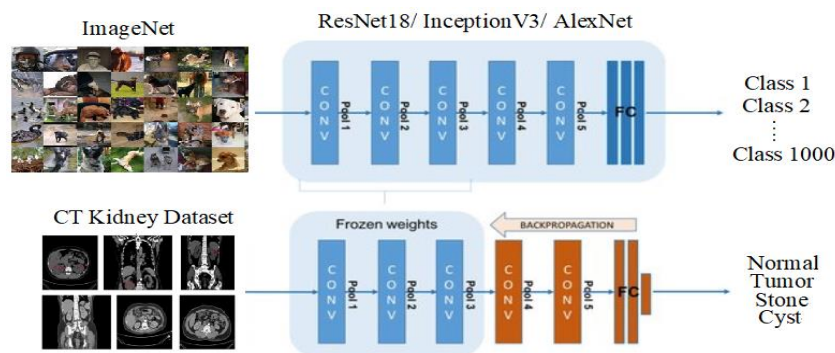 ImageNet
ResNet18/ InceptionV3/ AlexNet
CONV
Pool 1
CONV
Pool 2
CONV
Pool 3
CONV
Pool 4
CONV
Pool 5
FC
Class 1
Class 2
Class 1000
CT Kidney Dataset
Frozen weights
BACKPROPAGATION
CONV
Pool 1
CONV
Pool 2
CONV
Pool 3
CONV
Pool 4
CONV
Pool 5
FC
Normal
Tumor
Stone
Cyst